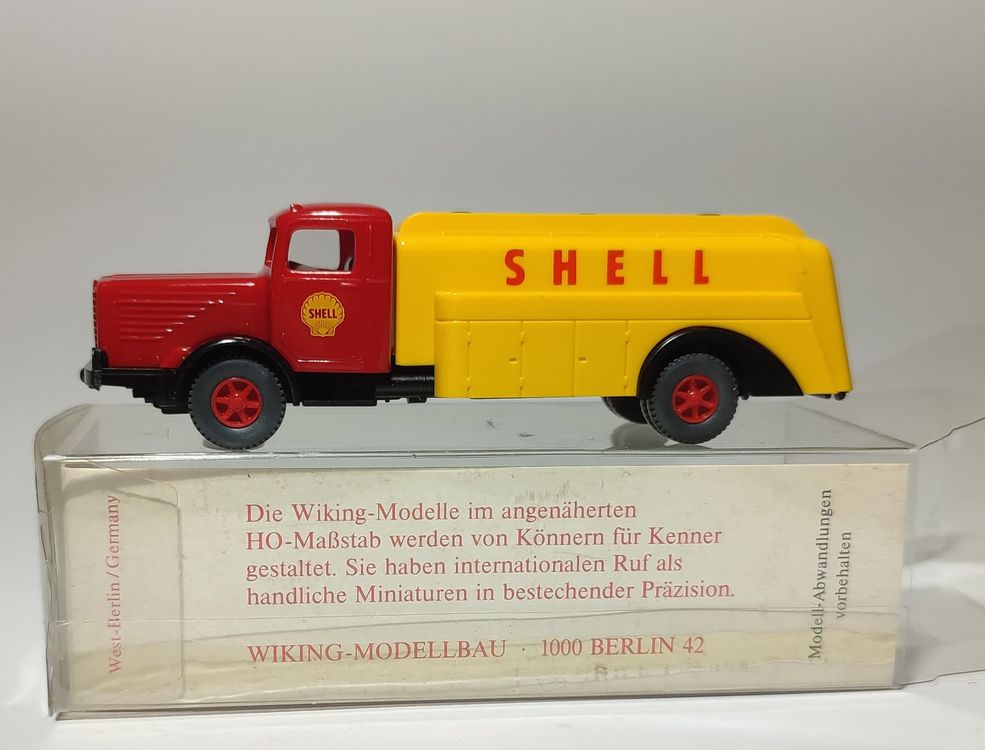 SHELL
SHELL
West-Berlin / Germany
Die Wiking-Modelle im angenäherten
HO-Maßstab werden von Könnern für Kenner
gestaltet. Sie haben internationalen Ruf als
handliche Miniaturen in bestechender Präzision.
WIKING-MODELLBAU · 1000 BERLIN 42
Modell-Abwandlungen
vorbehalten